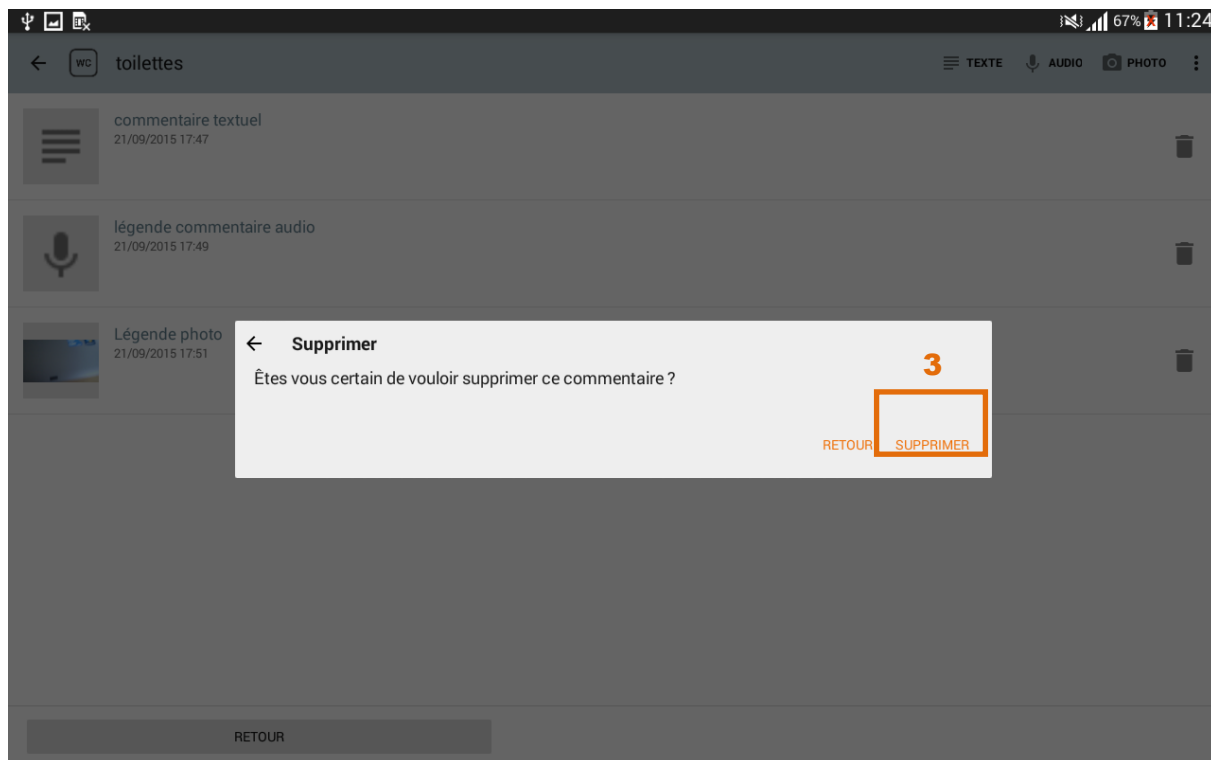 67% 11:24
WC toilettes TEXTE AUDIO PHOTO
commentaire textuel
21/09/2015 17:47
légende commentaire audio
21/09/2015 17:49
Légende photo
21/09/2015 17:51
Supprimer
Êtes vous certain de vouloir supprimer ce commentaire ?
3
RETOUR SUPPRIMER
RETOUR